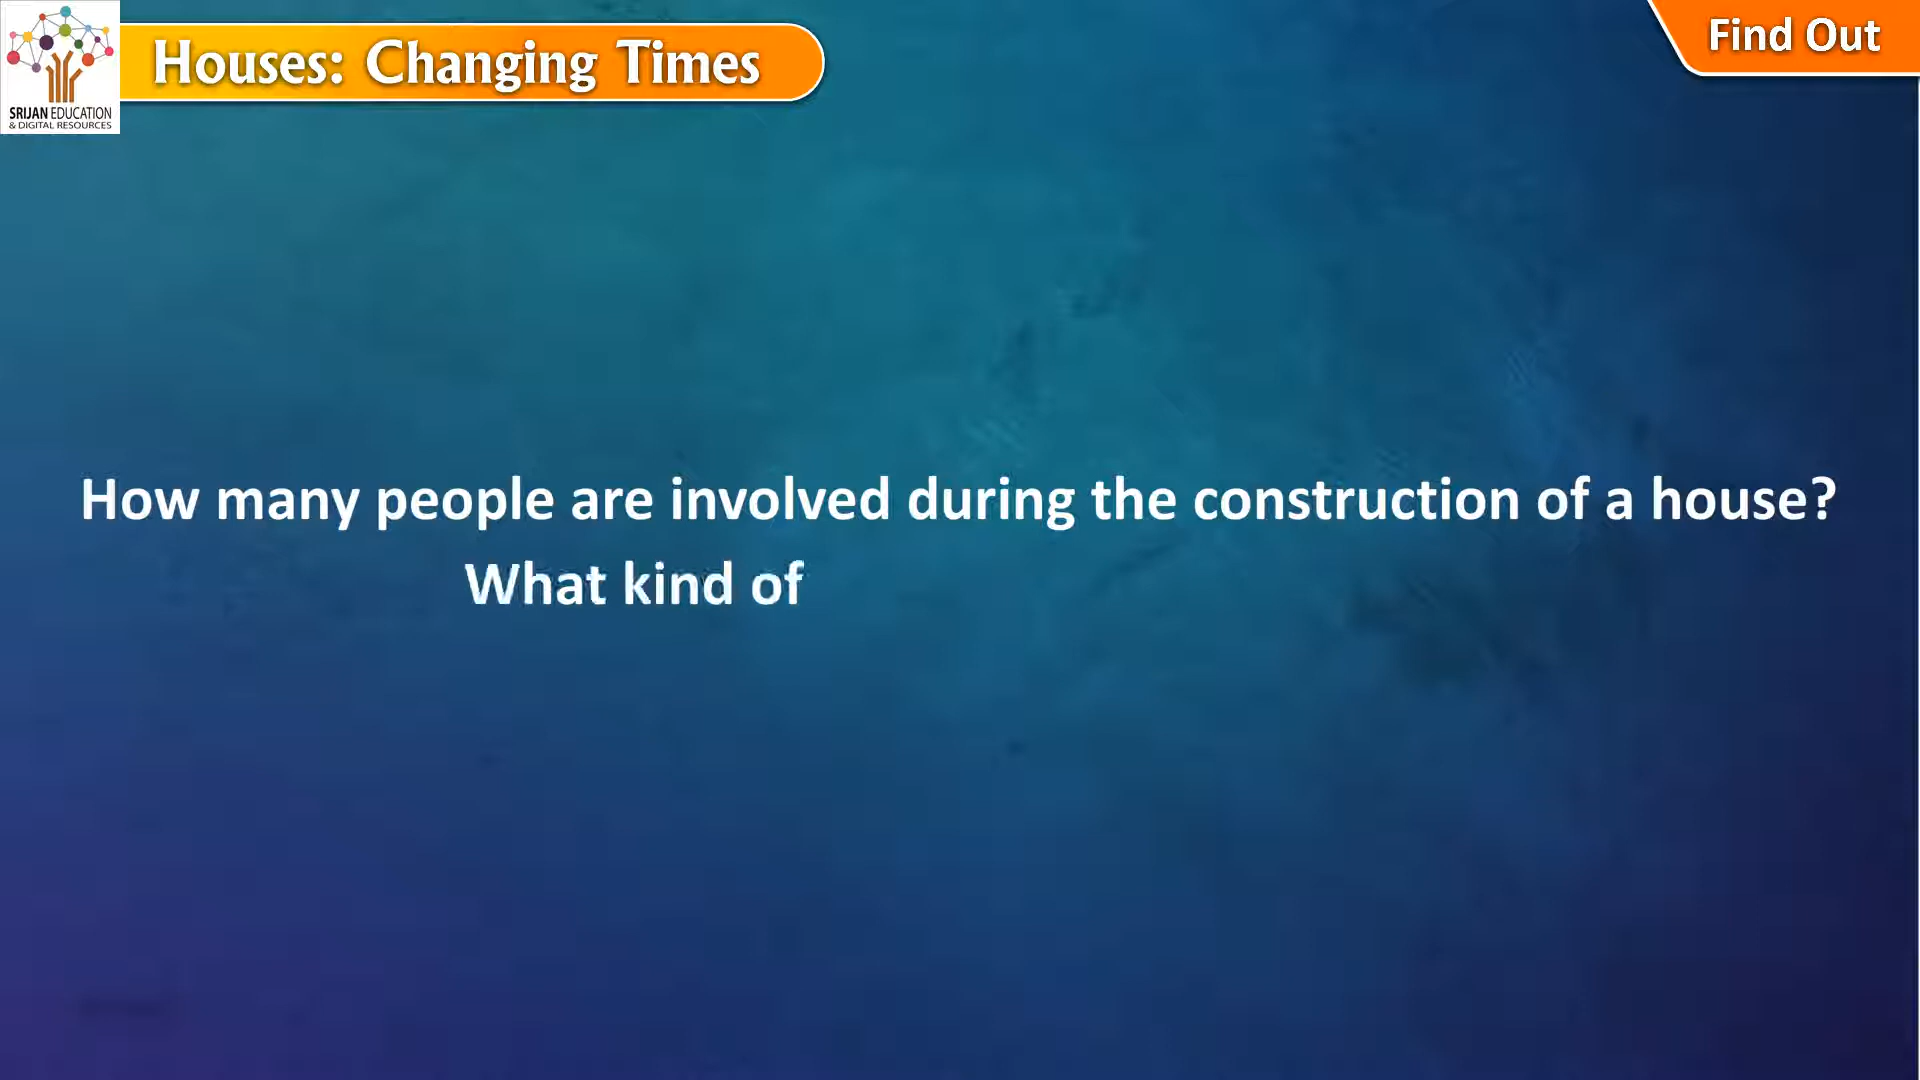 SRIJAN EDUCATION
& DIGITAL RESOURCES
Houses: Changing Times
Find Out
How many people are involved during the construction of a house?
What kind of